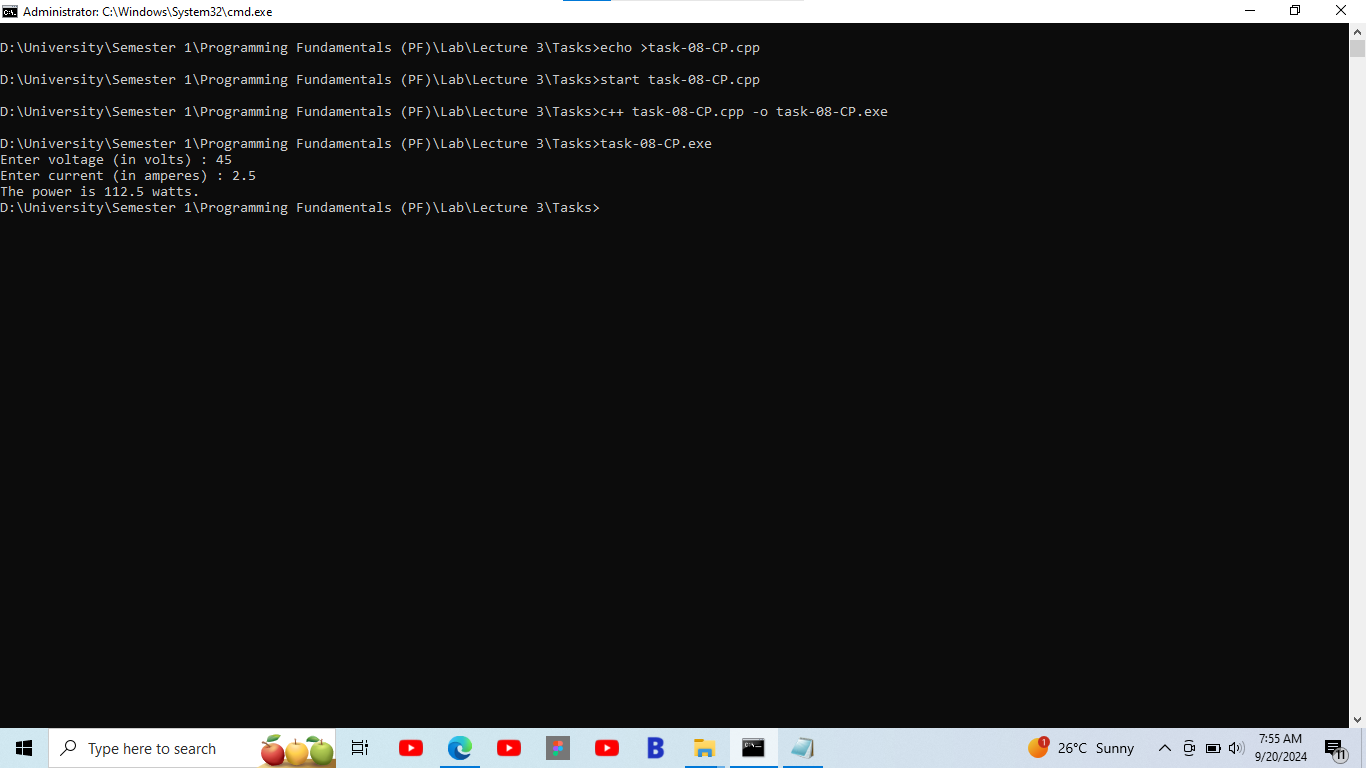 Administrator: C:\Windows\System32\cmd.exe
D:\University\Semester 1\Programming Fundamentals (PF)\Lab\Lecture 3\Tasks>echo >task-08-CP.cpp
D:\University\Semester 1\Programming Fundamentals (PF)\Lab\Lecture 3\Tasks>start task-08-CP.cpp
D:\University\Semester 1\Programming Fundamentals (PF)\Lab\Lecture 3\Tasks>c++ task-08-CP.cpp -o task-08-CP.exe
D:\University\Semester 1\Programming Fundamentals (PF)\Lab\Lecture 3\Tasks>task-08-CP.exe
Enter voltage (in volts) : 45
Enter current (in amperes) : 2.5
The power is 112.5 watts.
D:\University\Semester 1\Programming Fundamentals (PF)\Lab\Lecture 3\Tasks>
Type here to search
B
1
26°C Sunny
7:55 AM
9/20/2024
11